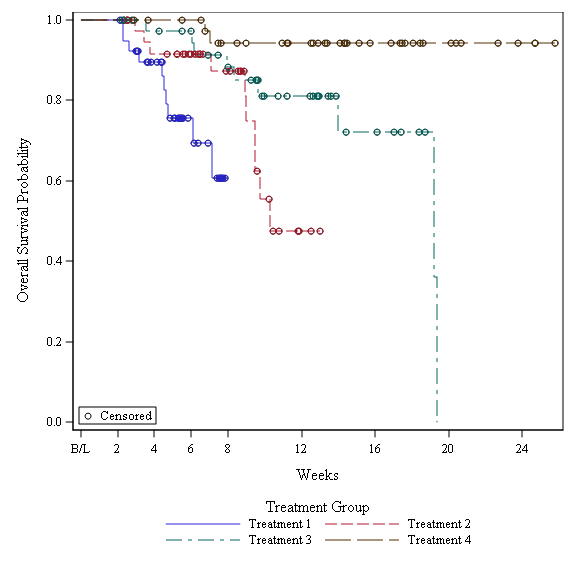 1.0
0.8
0.6
0.4
0.2
0.0
Overall Survival Probability
Censored
B/L 2 4 6 8 12 16 20 24
Weeks
Treatment Group
Treatment 1 Treatment 2
Treatment 3 Treatment 4